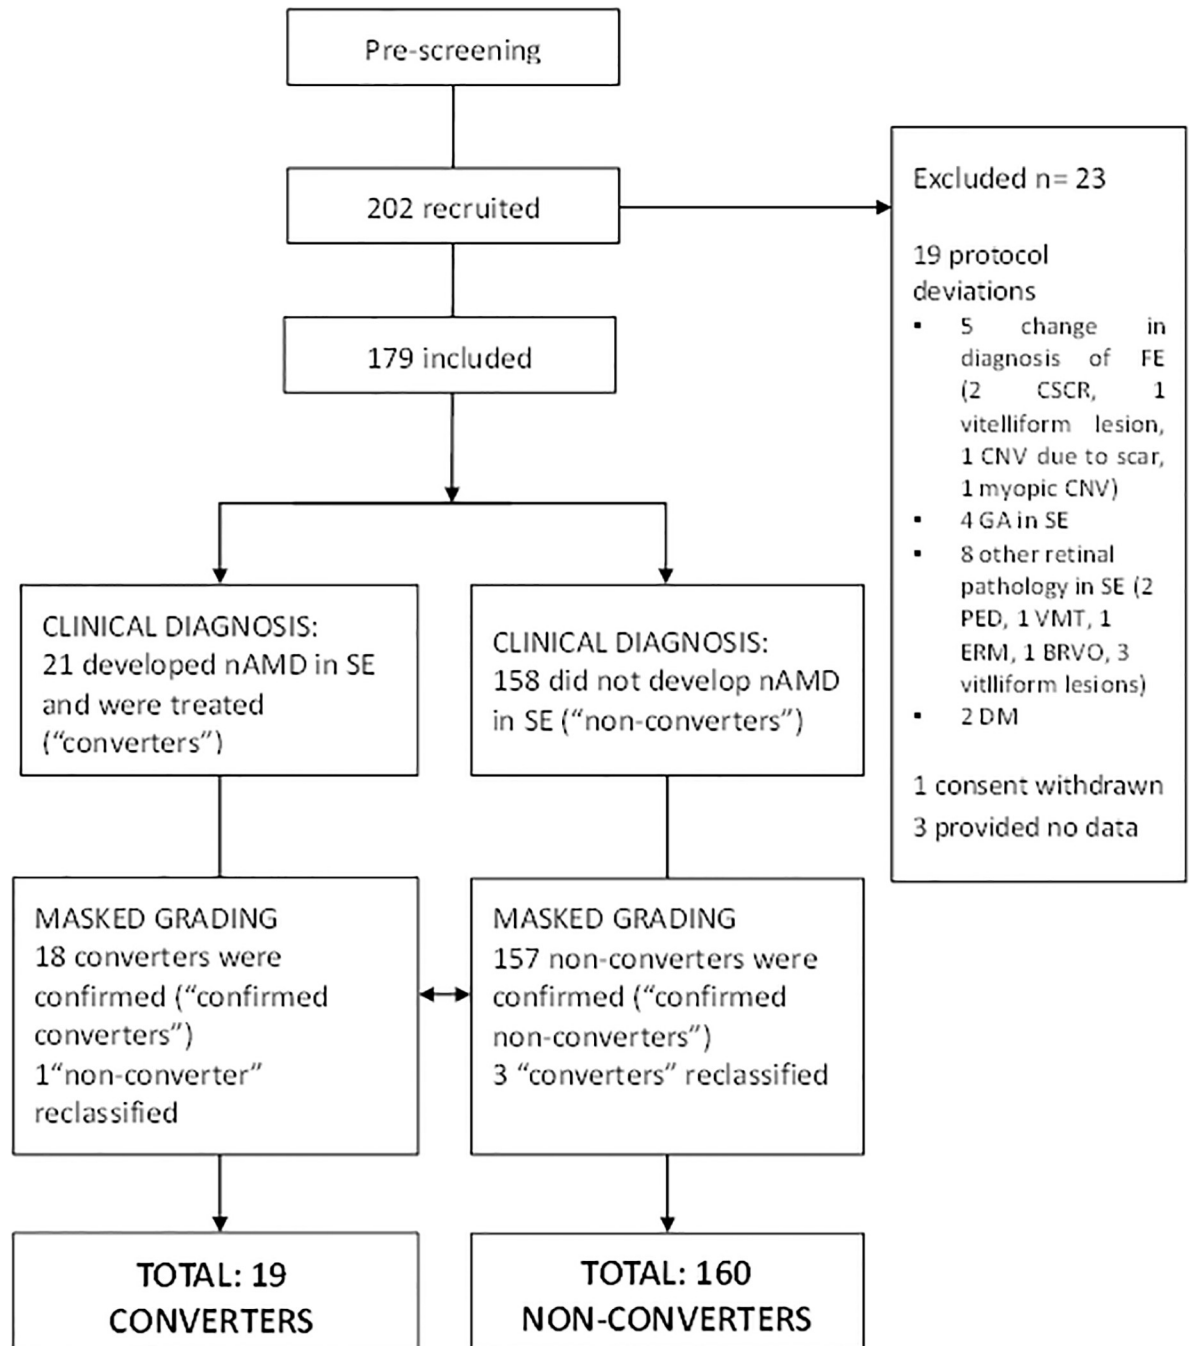 Pre-screening
202 recruited
179 included
Excluded n= 23
19 protocol
deviations
▪ 5 change in
diagnosis of FE
(2 CSCR, 1
vitelliform lesion,
1 CNV due to scar,
1 myopic CNV)
▪ 4 GA in SE
▪ 8 other retinal
pathology in SE (2
PED, 1 VMT, 1
ERM, 1 BRVO, 3
vitlliform lesions)
▪ 2 DM
1 consent withdrawn
3 provided no data
CLINICAL DIAGNOSIS:
21 developed nAMD in SE
and were treated
(“converters”)
CLINICAL DIAGNOSIS:
158 did not develop nAMD
in SE (“non-converters”)
MASKED GRADING
18 converters were
confirmed (“confirmed
converters”)
1“non-converter”
reclassified
MASKED GRADING
157 non-converters were
confirmed (“confirmed
non-converters”)
3 “converters” reclassified
TOTAL: 19
CONVERTERS
TOTAL: 160
NON-CONVERTERS